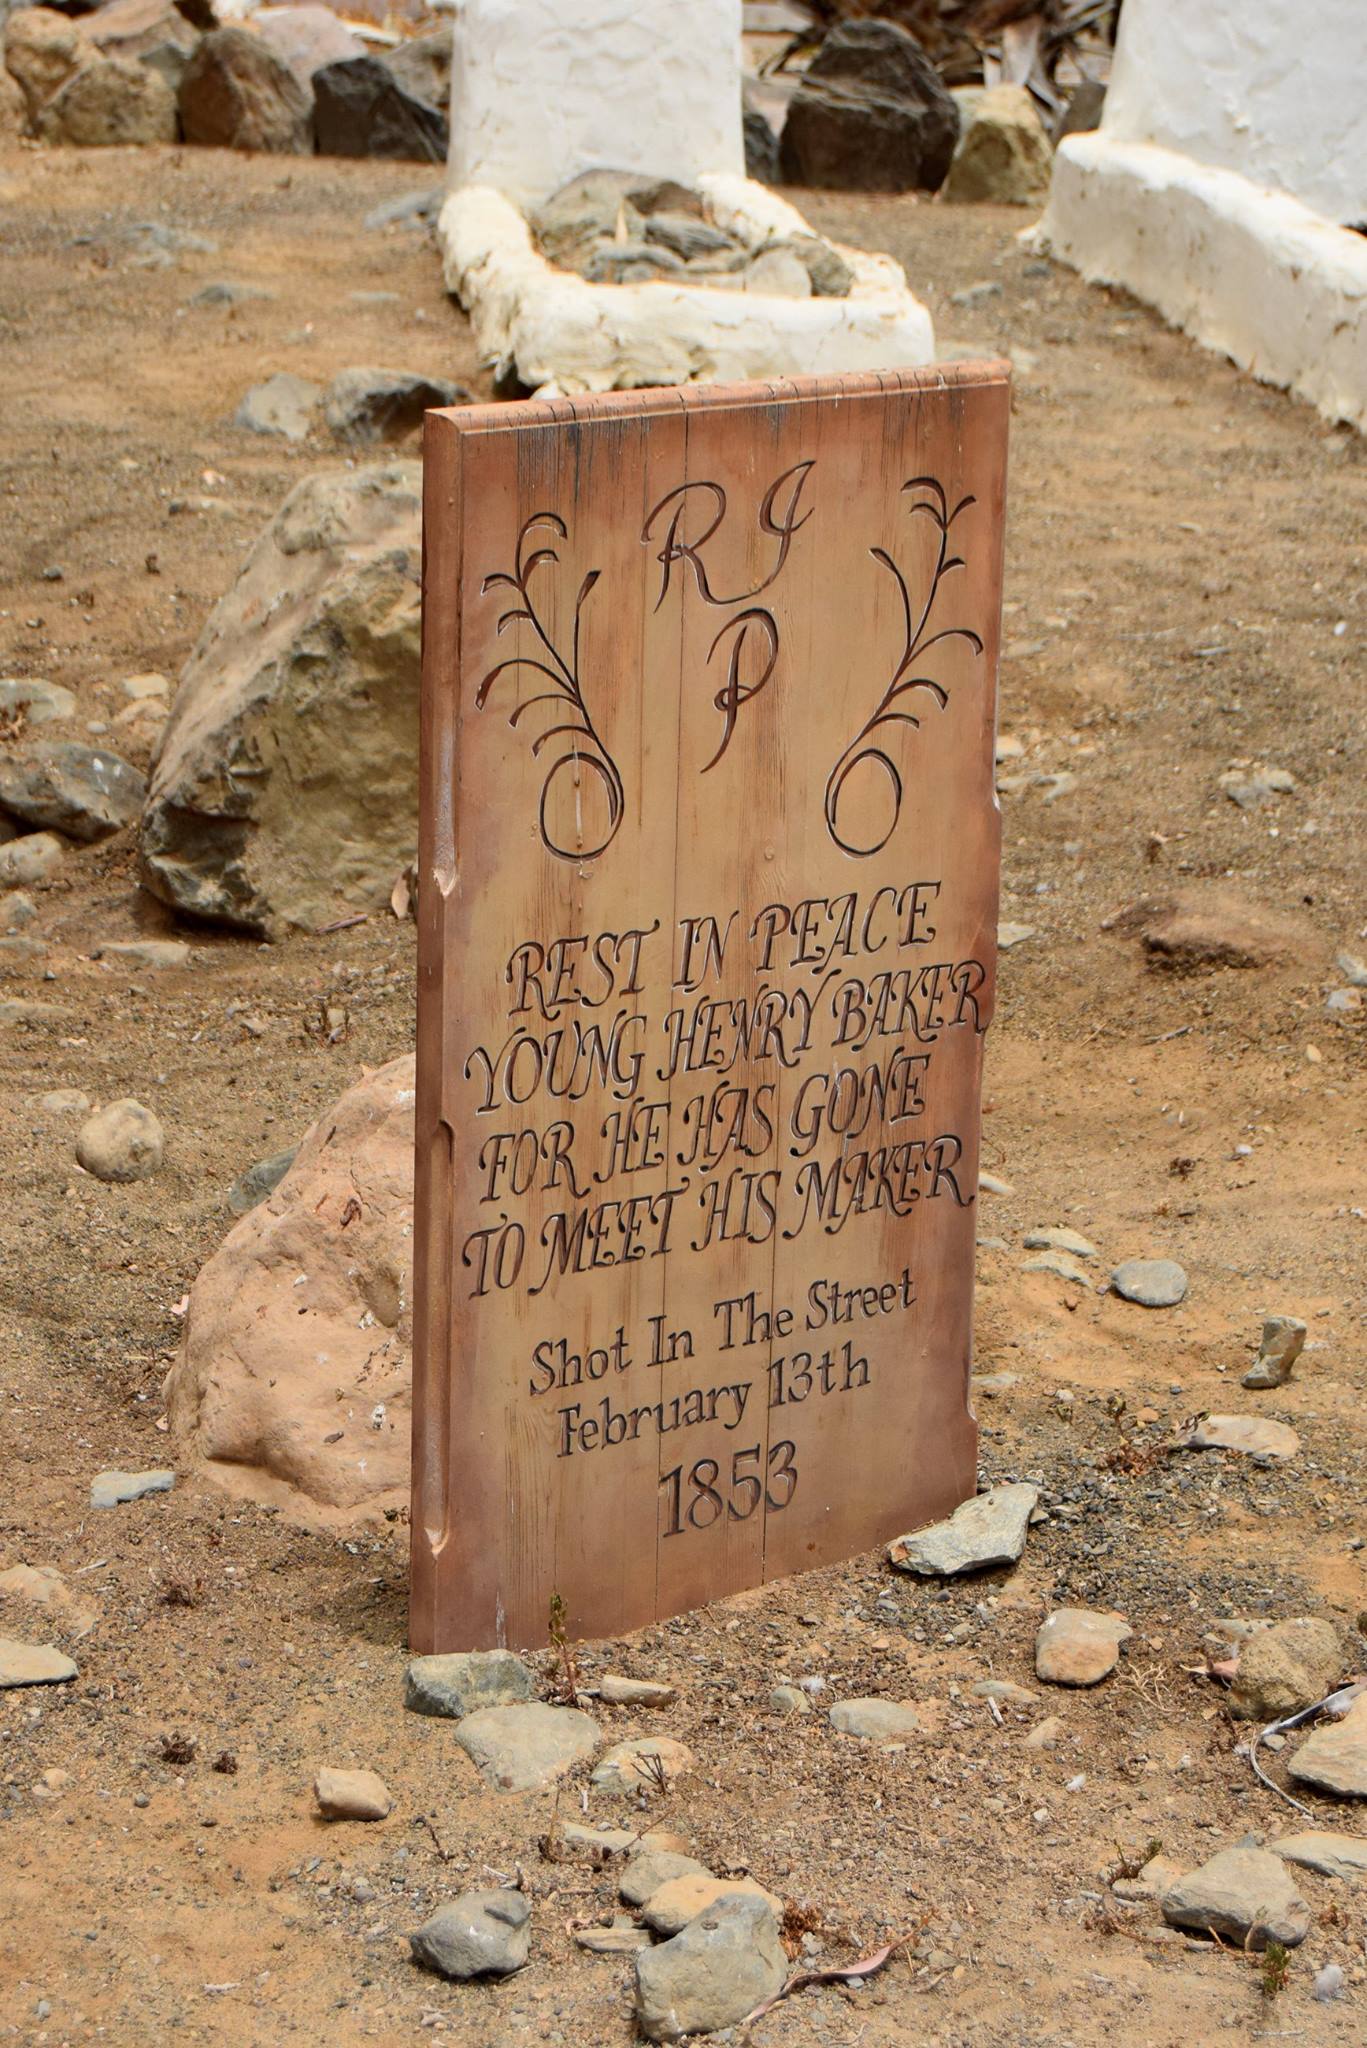 R I
P
REST IN PEACE
YOUNG HENRY BAKER
FOR HE HAS GONE
TO MEET HIS MAKER
Shot In The Street
February 13th
1853